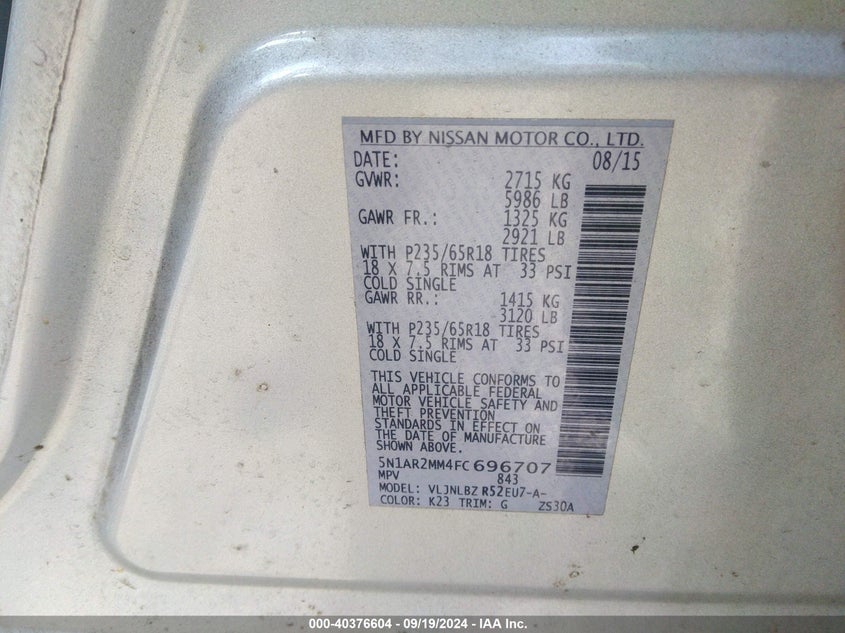 MFD BY NISSAN MOTOR CO., LTD.
DATE: 08/15
GVWR: 2715 KG
5986 LB
GAWR FR.: 1325 KG
2921 LB
WITH P235/65R18 TIRES
18 X 7.5 RIMS AT 33 PSI
COLD SINGLE
GAWR RR.: 1415 KG
3120 LB
WITH P235/65R18 TIRES
18 X 7.5 RIMS AT 33 PSI
COLD SINGLE
THIS VEHICLE CONFORMS TO
ALL APPLICABLE FEDERAL
MOTOR VEHICLE SAFETY AND
THEFT PREVENTION
STANDARDS IN EFFECT ON
THE DATE OF MANUFACTURE
SHOWN ABOVE.
5N1AR2MM4FC696707
MPV 843
MODEL: VLJNLBZ R52EU7-A-
COLOR: K23 TRIM: G ZS30A
000-40376604 - 09/19/2024 - IAA Inc.